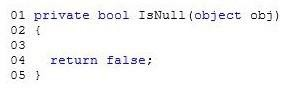 01 private bool IsNull(object obj)
02 {
03
04   return false;
05 }